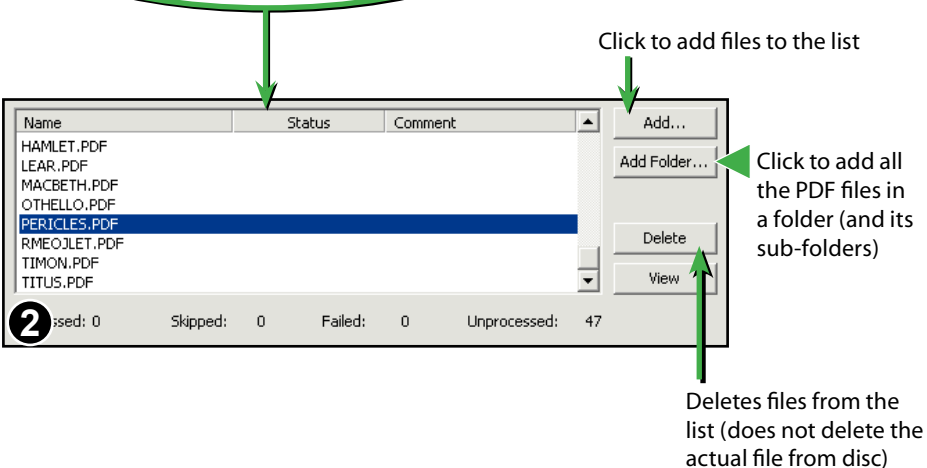 Click to add files to the list
Name Status Comment Add...
HAMLET.PDF
LEAR.PDF Add Folder...
MACBETH.PDF
OTHELLO.PDF
PERICLES.PDF
RMEOJLET.PDF Delete
TIMON.PDF
TITUS.PDF View
Click to add all
the PDF files in
a folder (and its
sub-folders)
2 ssed: 0 Skipped: 0 Failed: 0 Unprocessed: 47
Deletes files from the
list (does not delete the
actual file from disc)